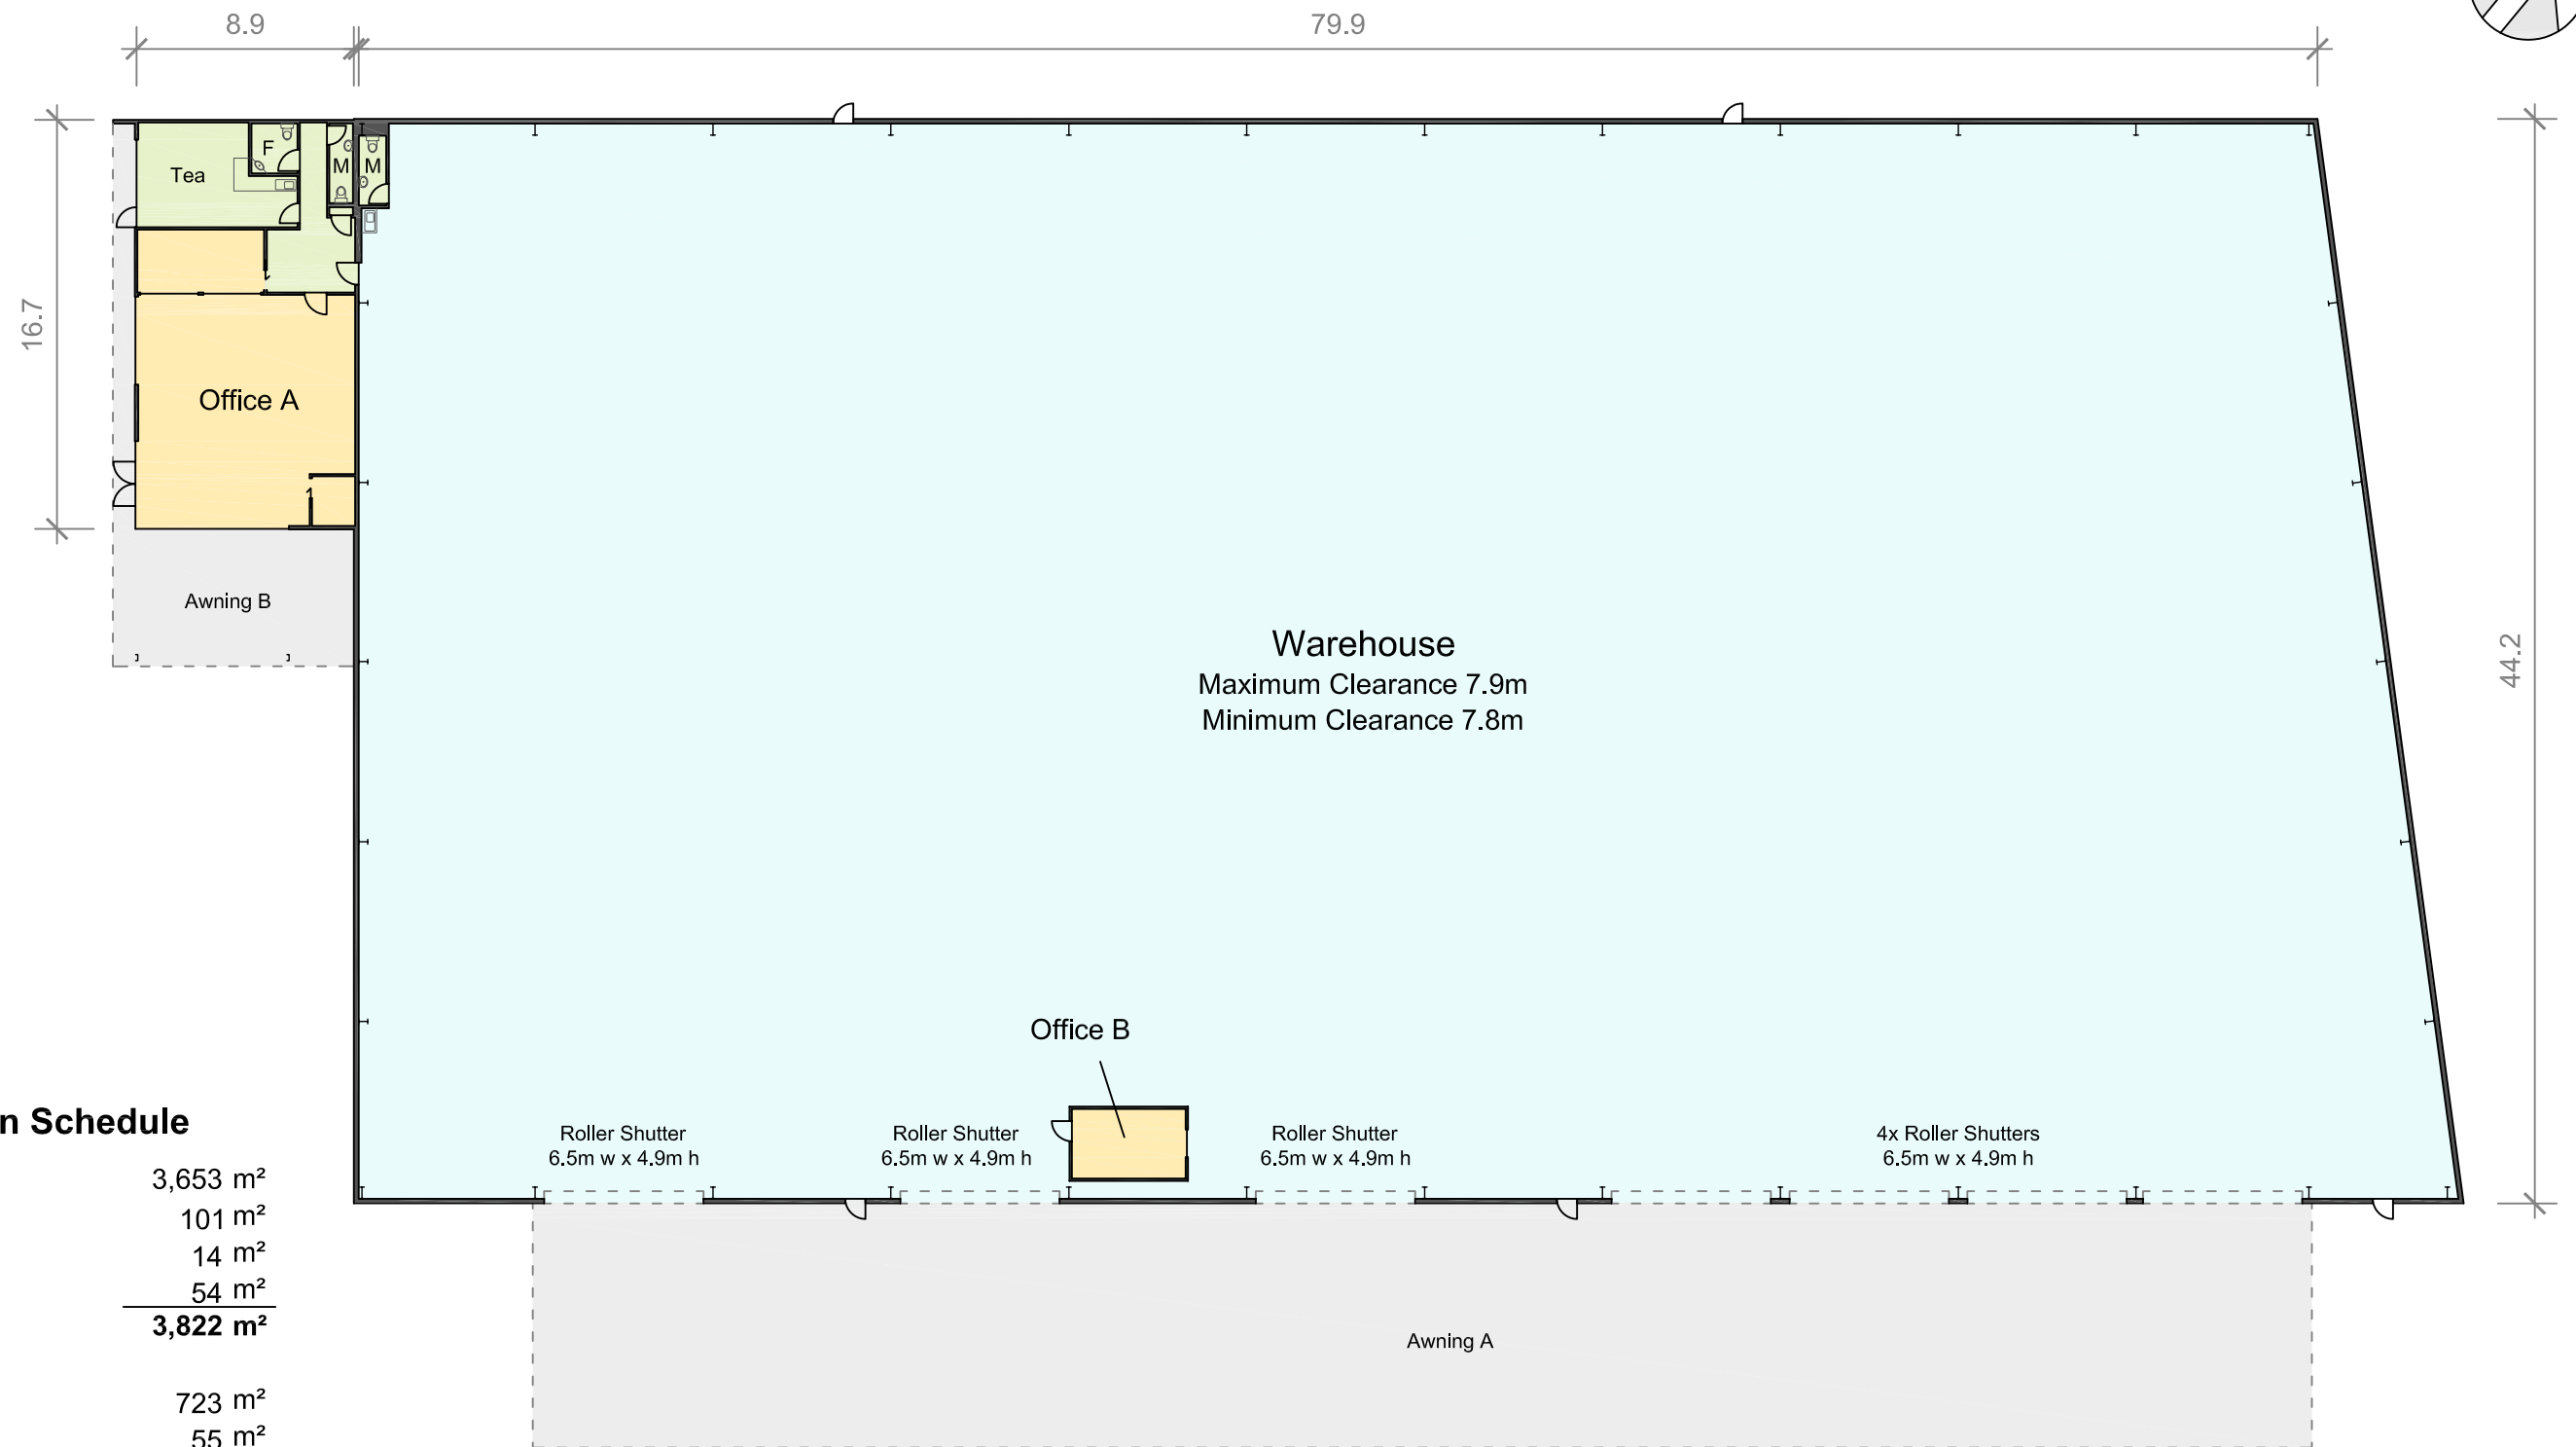 8.9
79.9
Tea
F
M
M
16.7
Office A
Awning B
Warehouse
Maximum Clearance 7.9m
Minimum Clearance 7.8m
44.2
Office B
Roller Shutter
6.5m w x 4.9m h
Roller Shutter
6.5m w x 4.9m h
Roller Shutter
6.5m w x 4.9m h
4x Roller Shutters
6.5m w x 4.9m h
n Schedule
3,653 m²
101 m²
14 m²
54 m²
3,822 m²
723 m²
55 m²
Awning A